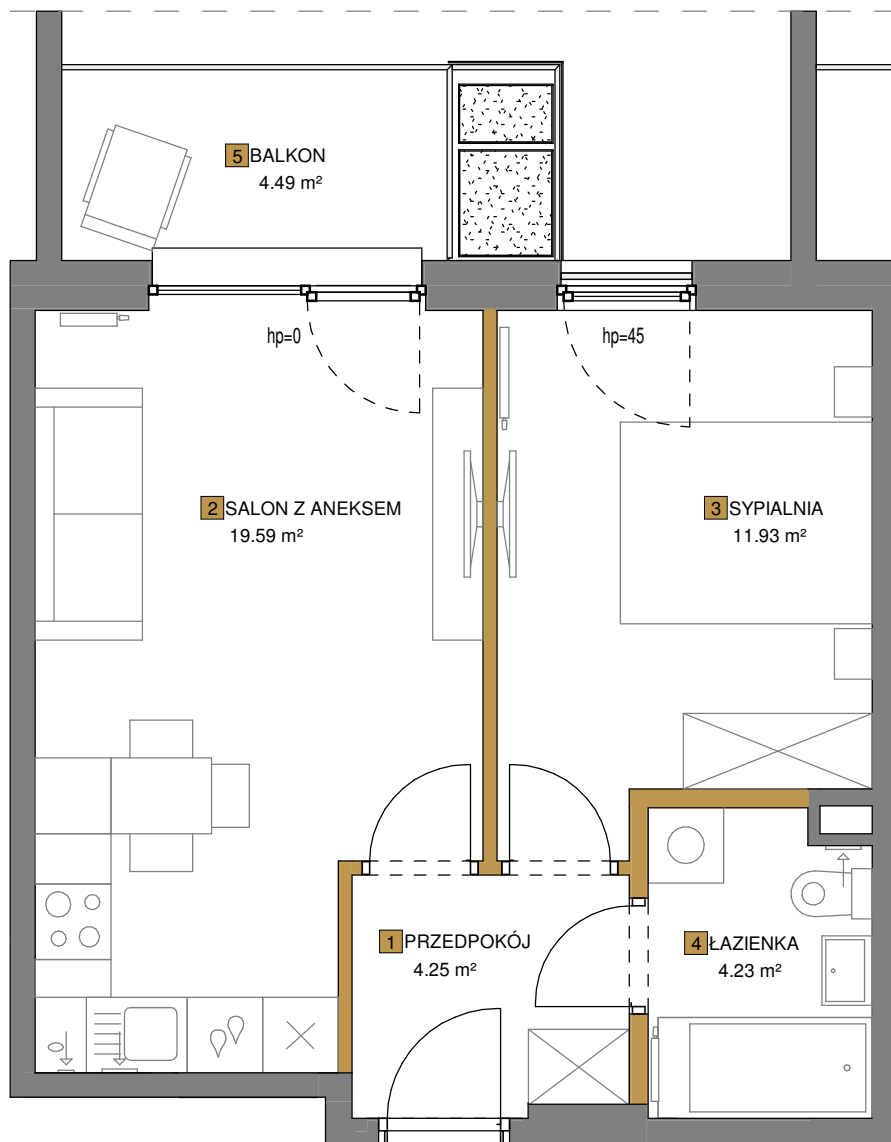 5 BALKON
4.49 m²
hp=0
hp=45
2 SALON Z ANEKSEM
19.59 m²
3 SYPIALNIA
11.93 m²
1 PRZEDPOKÓJ
4.25 m²
4 ŁAZIENKA
4.23 m²